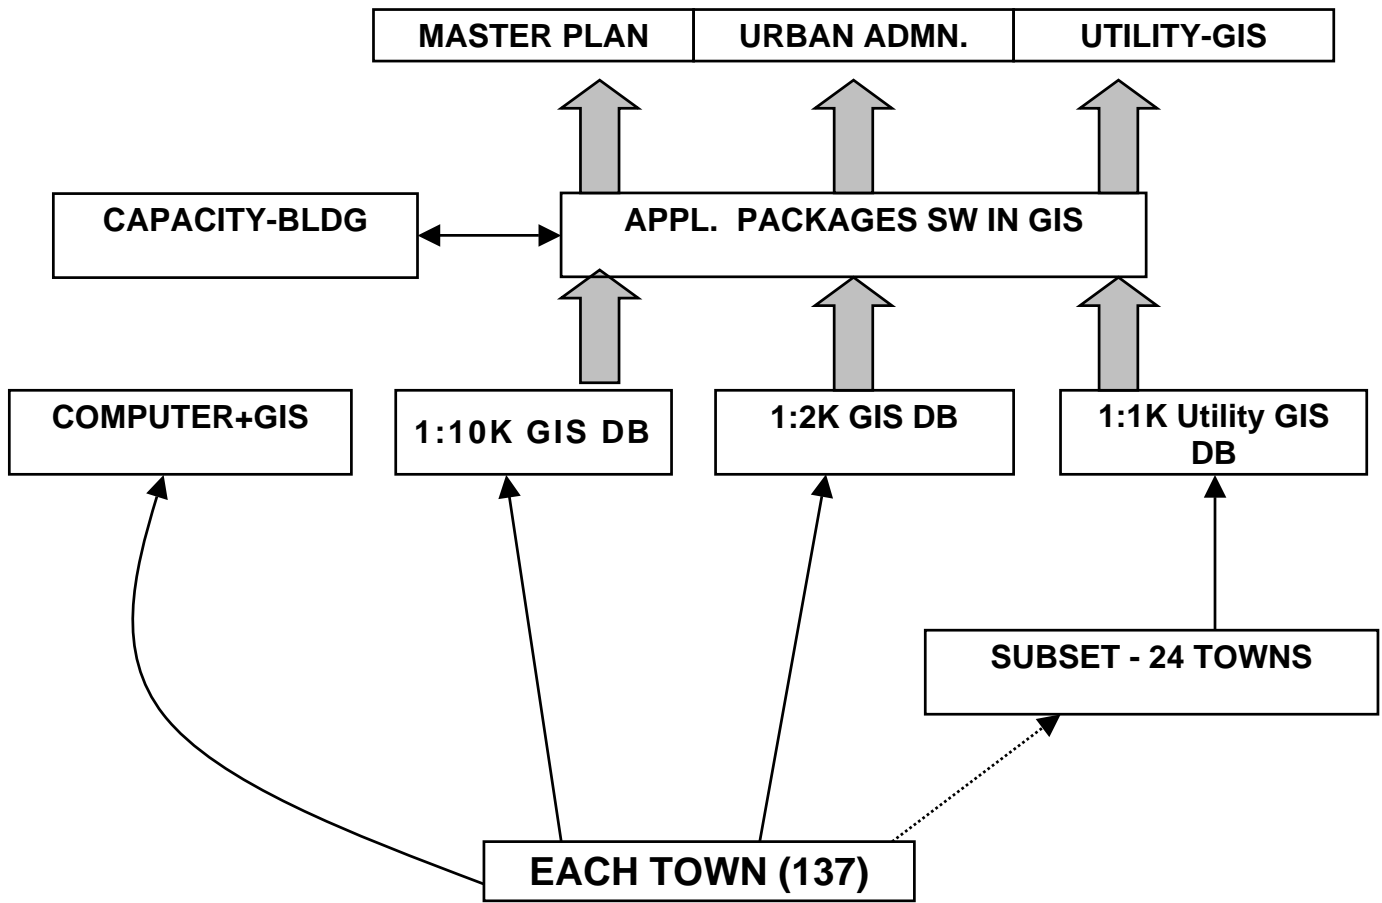 MASTER PLAN URBAN ADMN. UTILITY-GIS
CAPACITY-BLDG APPL. PACKAGES SW IN GIS
COMPUTER+GIS 1:10K GIS DB 1:2K GIS DB 1:1K Utility GIS
DB
SUBSET - 24 TOWNS
EACH TOWN (137)